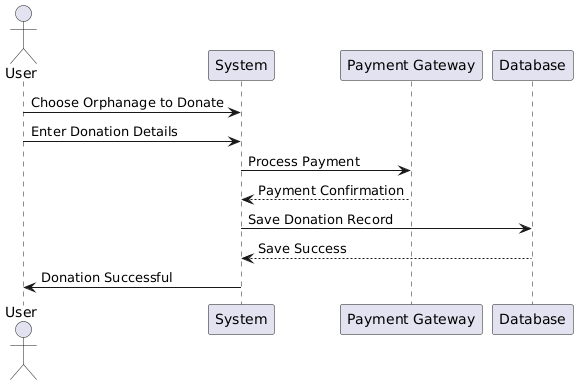 User
System
Payment Gateway
Database
Choose Orphanage to Donate
Enter Donation Details
Process Payment
Payment Confirmation
Save Donation Record
Save Success
Donation Successful
User
System
Payment Gateway
Database